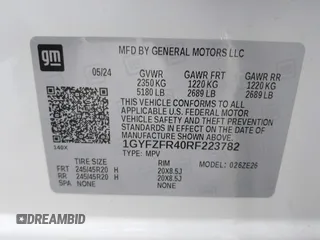 gm
MFD BY GENERAL MOTORS LLC
05/24 GVWR GAWR FRT GAWR RR
2350 KG 1220 KG 1220 KG
5180 LB 2689 LB 2689 LB
THIS VEHICLE CONFORMS TO ALL APPLICABLE
U.S. FEDERAL MOTOR VEHICLE SAFETY AND
THEFT PREVENTION STANDARDS IN EFFECT ON
THE DATE OF MANUFACTURE SHOWN ABOVE.
1GYFZFR40RF223782
TYPE: MPV
TIRE SIZE RIM MODEL:
FRT 245/45R20 H 20X8.5J
RR 245/45R20 H 20X8.5J
SPA NONE NONE
DREAMBID
DREAMBID.COM